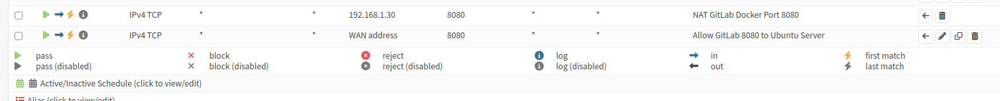 IPv4 TCP * * 192.168.1.30 8080 * * NAT GitLab Docker Port 8080
IPv4 TCP * * WAN address 8080 * * Allow GitLab 8080 to Ubuntu Server
pass block reject log in first match
pass (disabled) block (disabled) reject (disabled) log (disabled) out last match
Active/Inactive Schedule (click to view/edit)
Alias (click to view/edit)